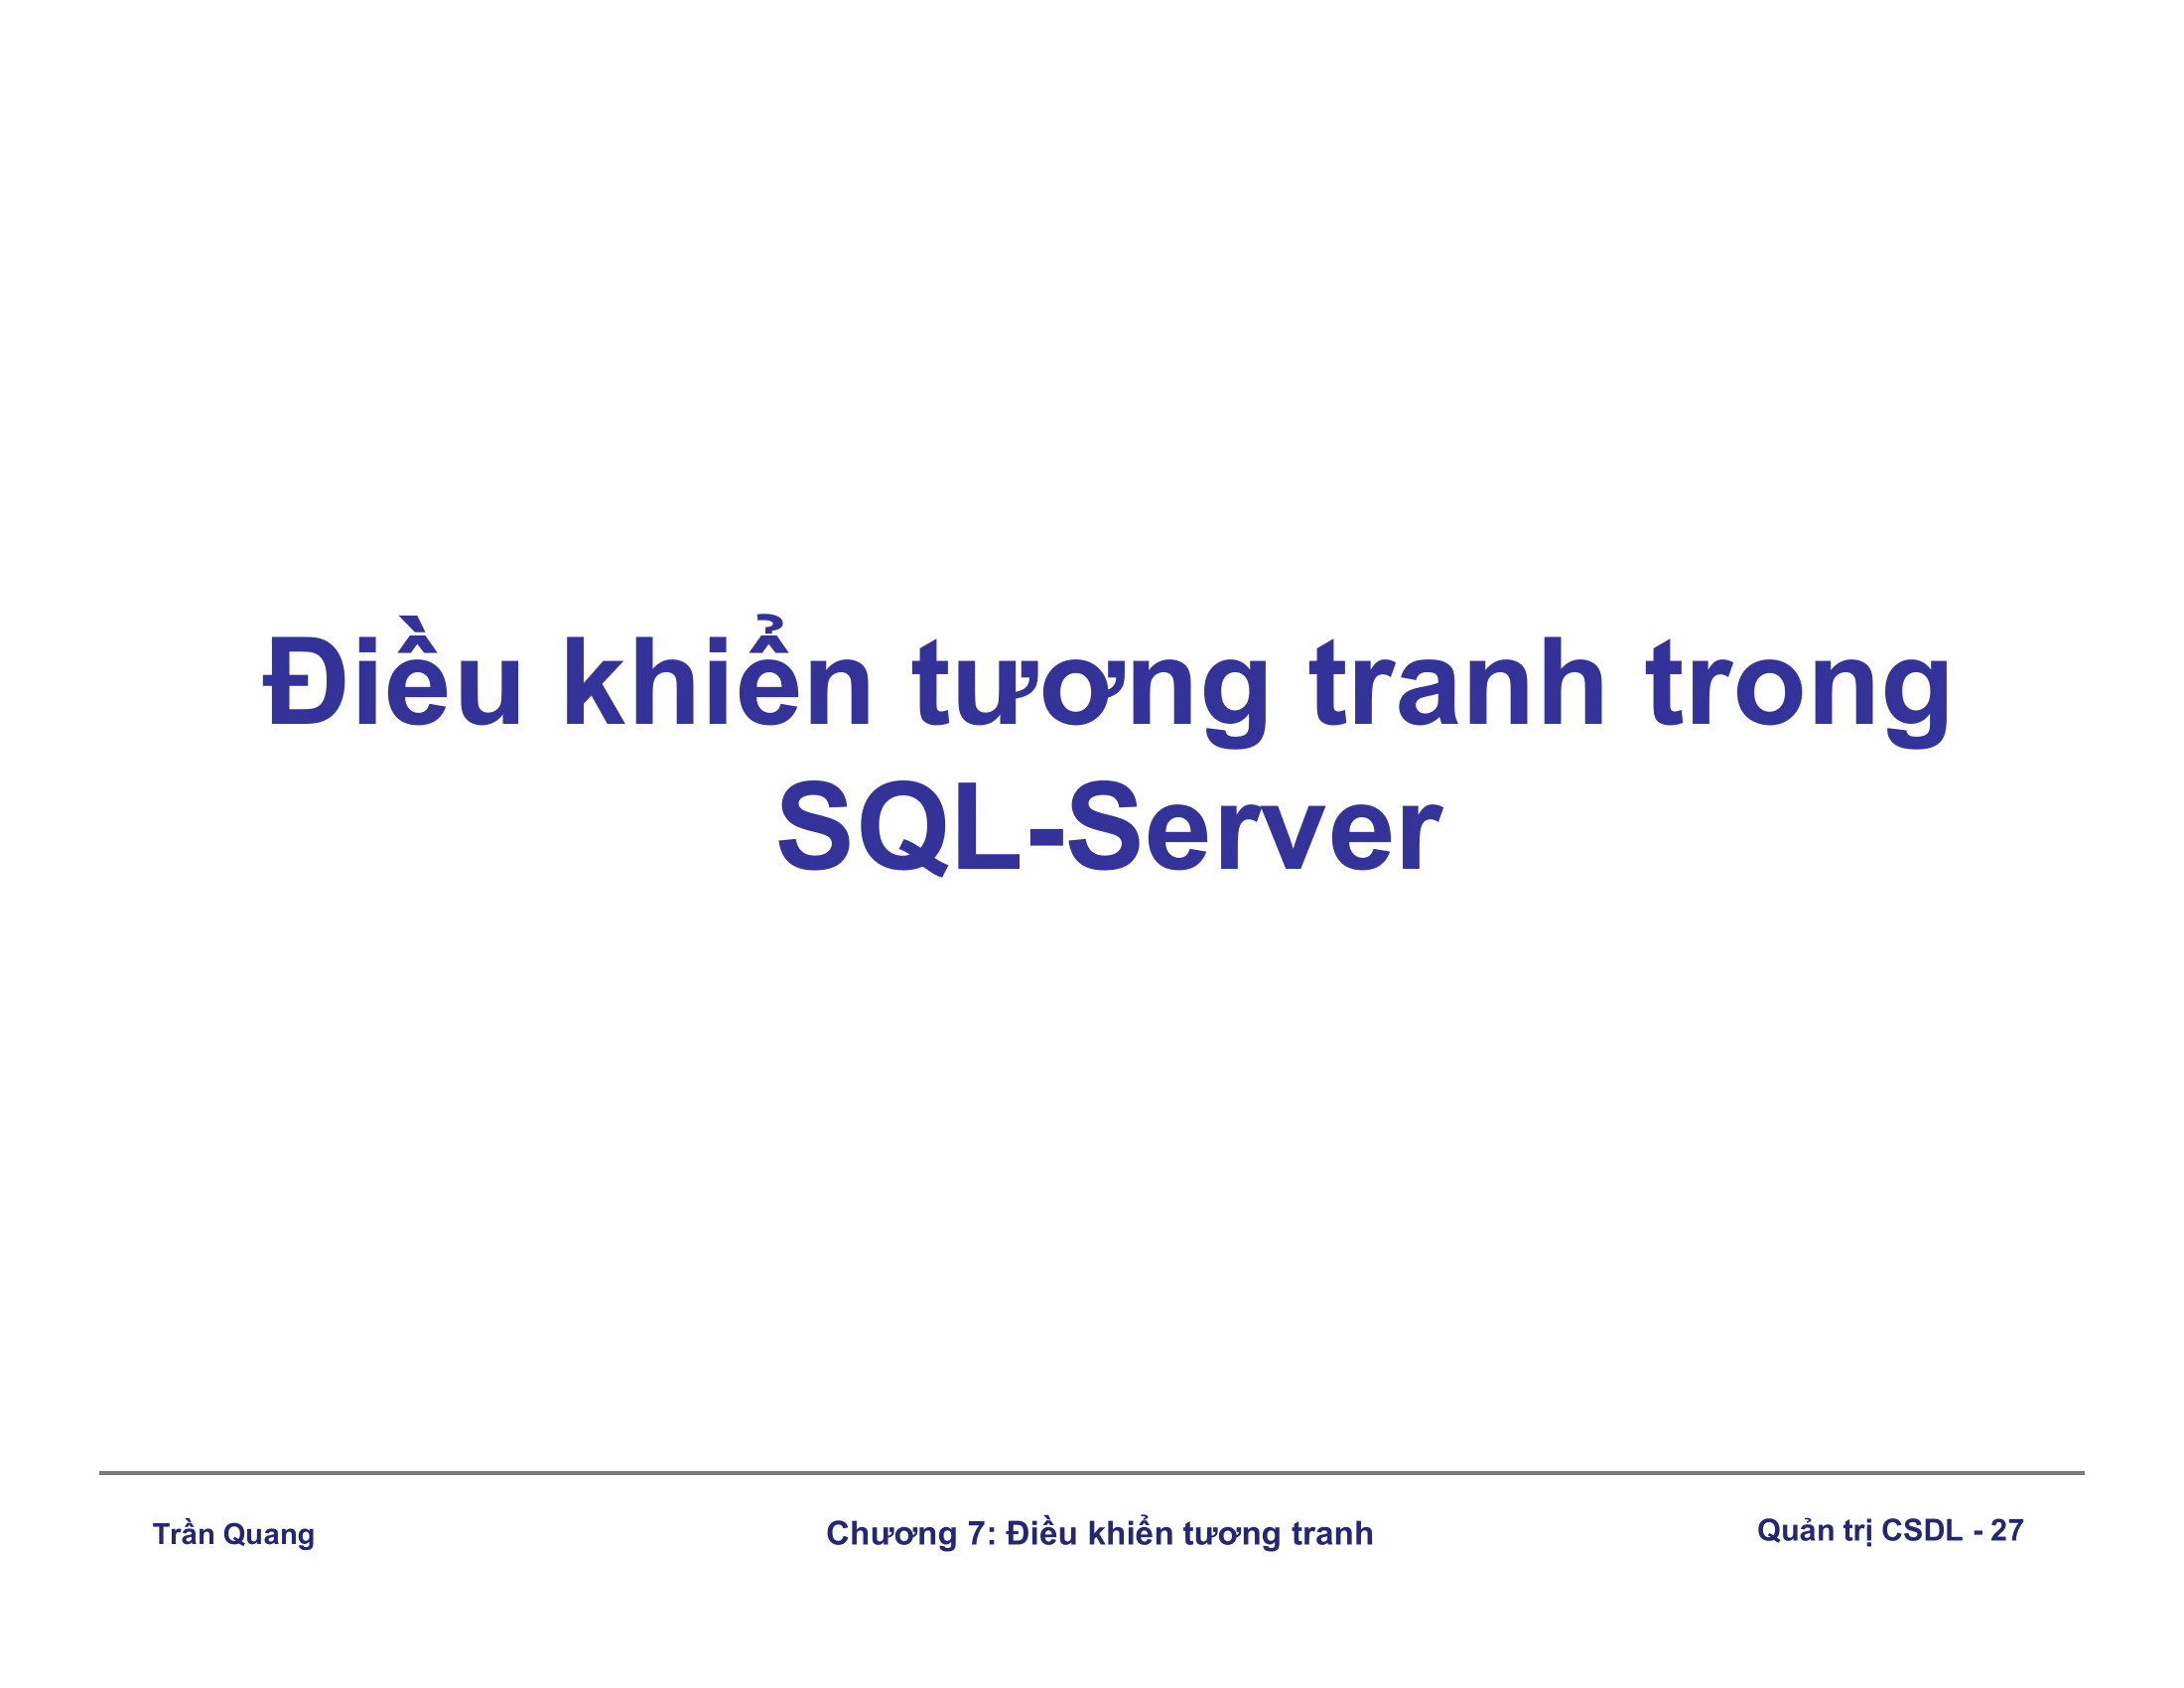 Điều khiển tương tranh trong
SQL-Server
Trần Quang
Chương 7: Điều khiển tương tranh
Quản trị CSDL - 27